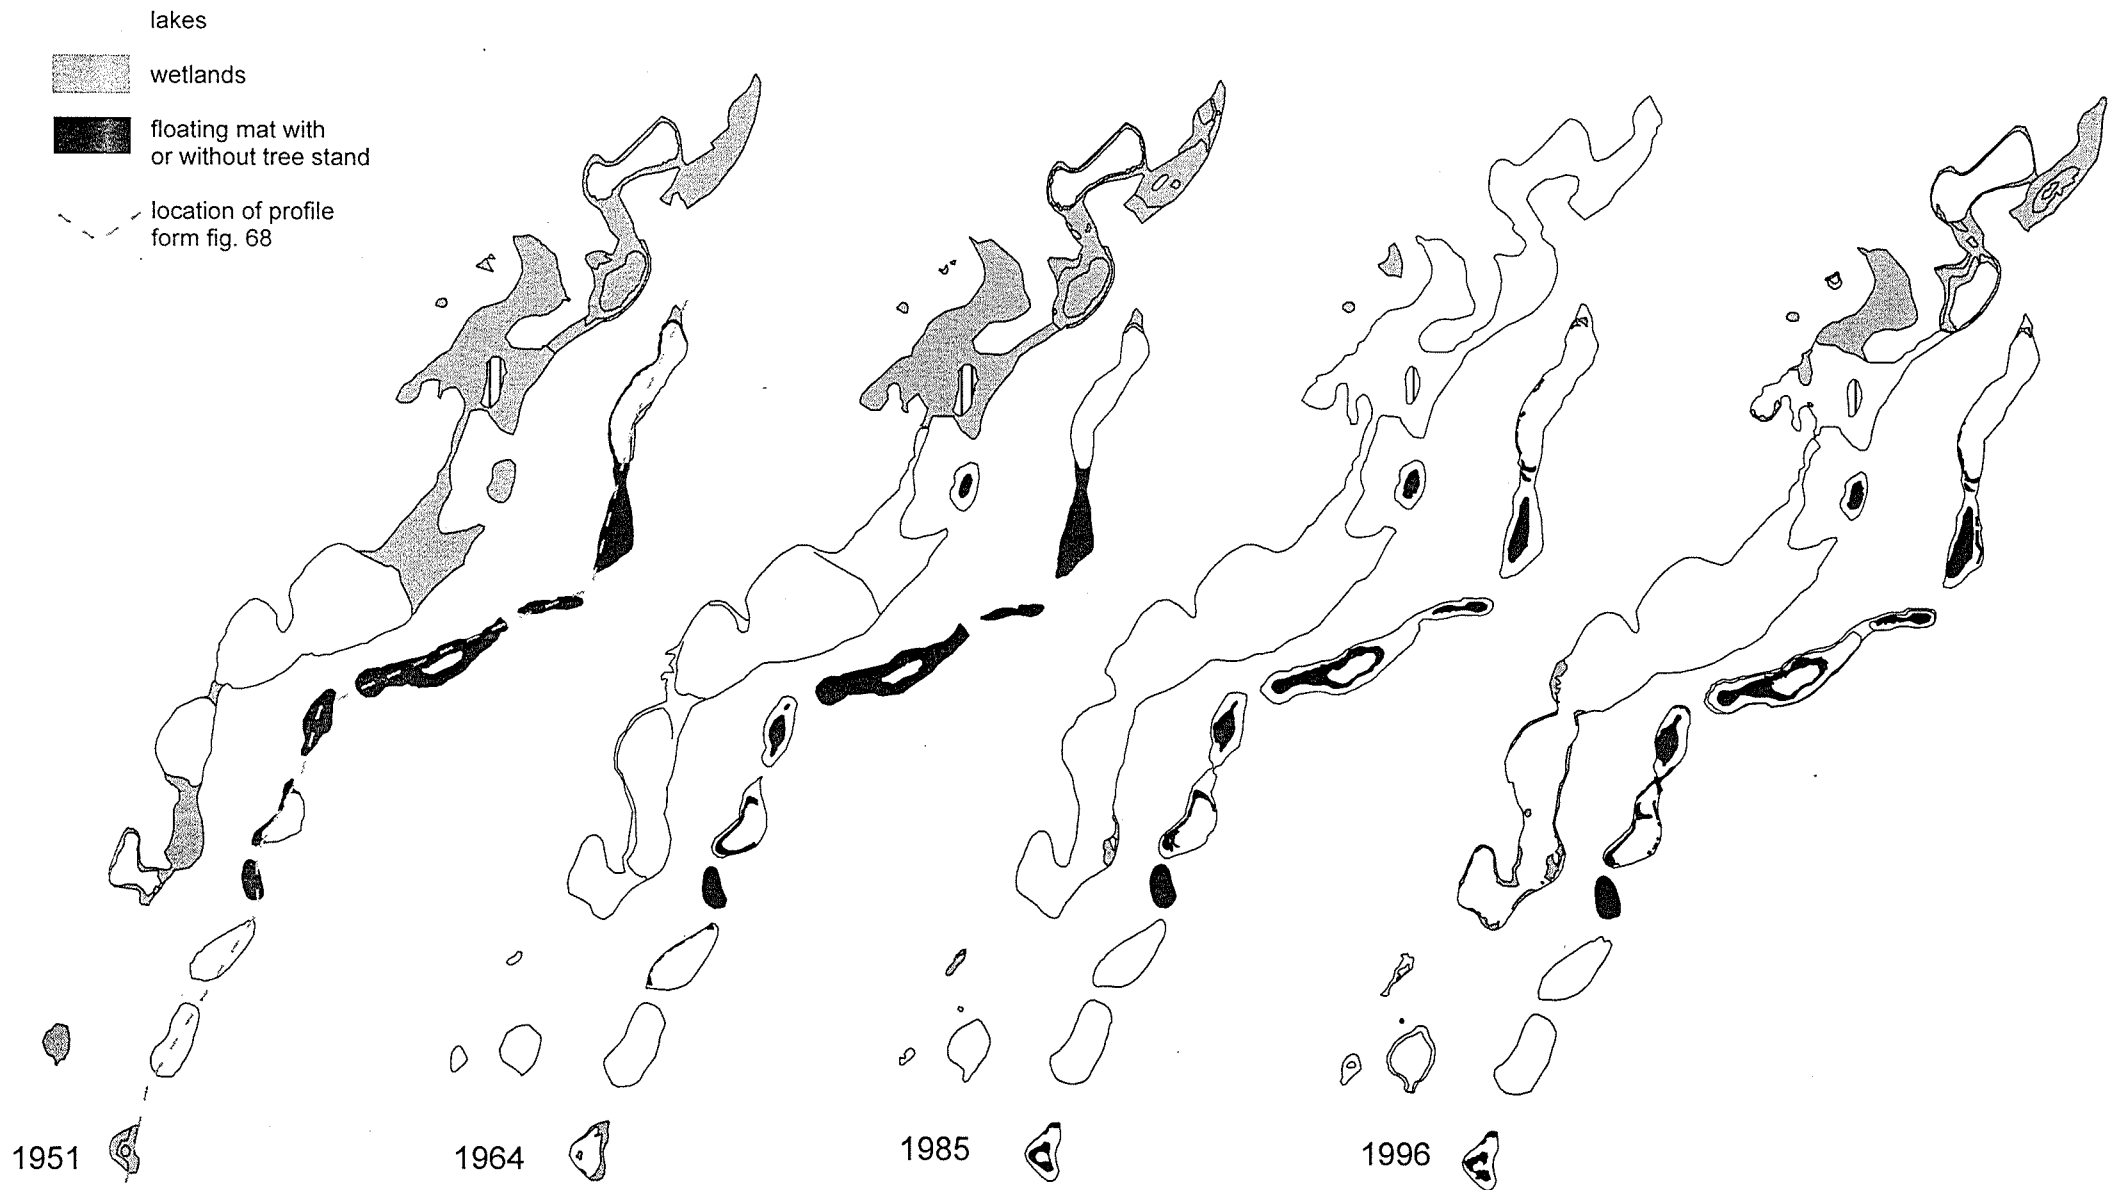 lakes
wetlands
floating mat with
or without tree stand
location of profile
form fig. 68
1951
1964
1985
1996